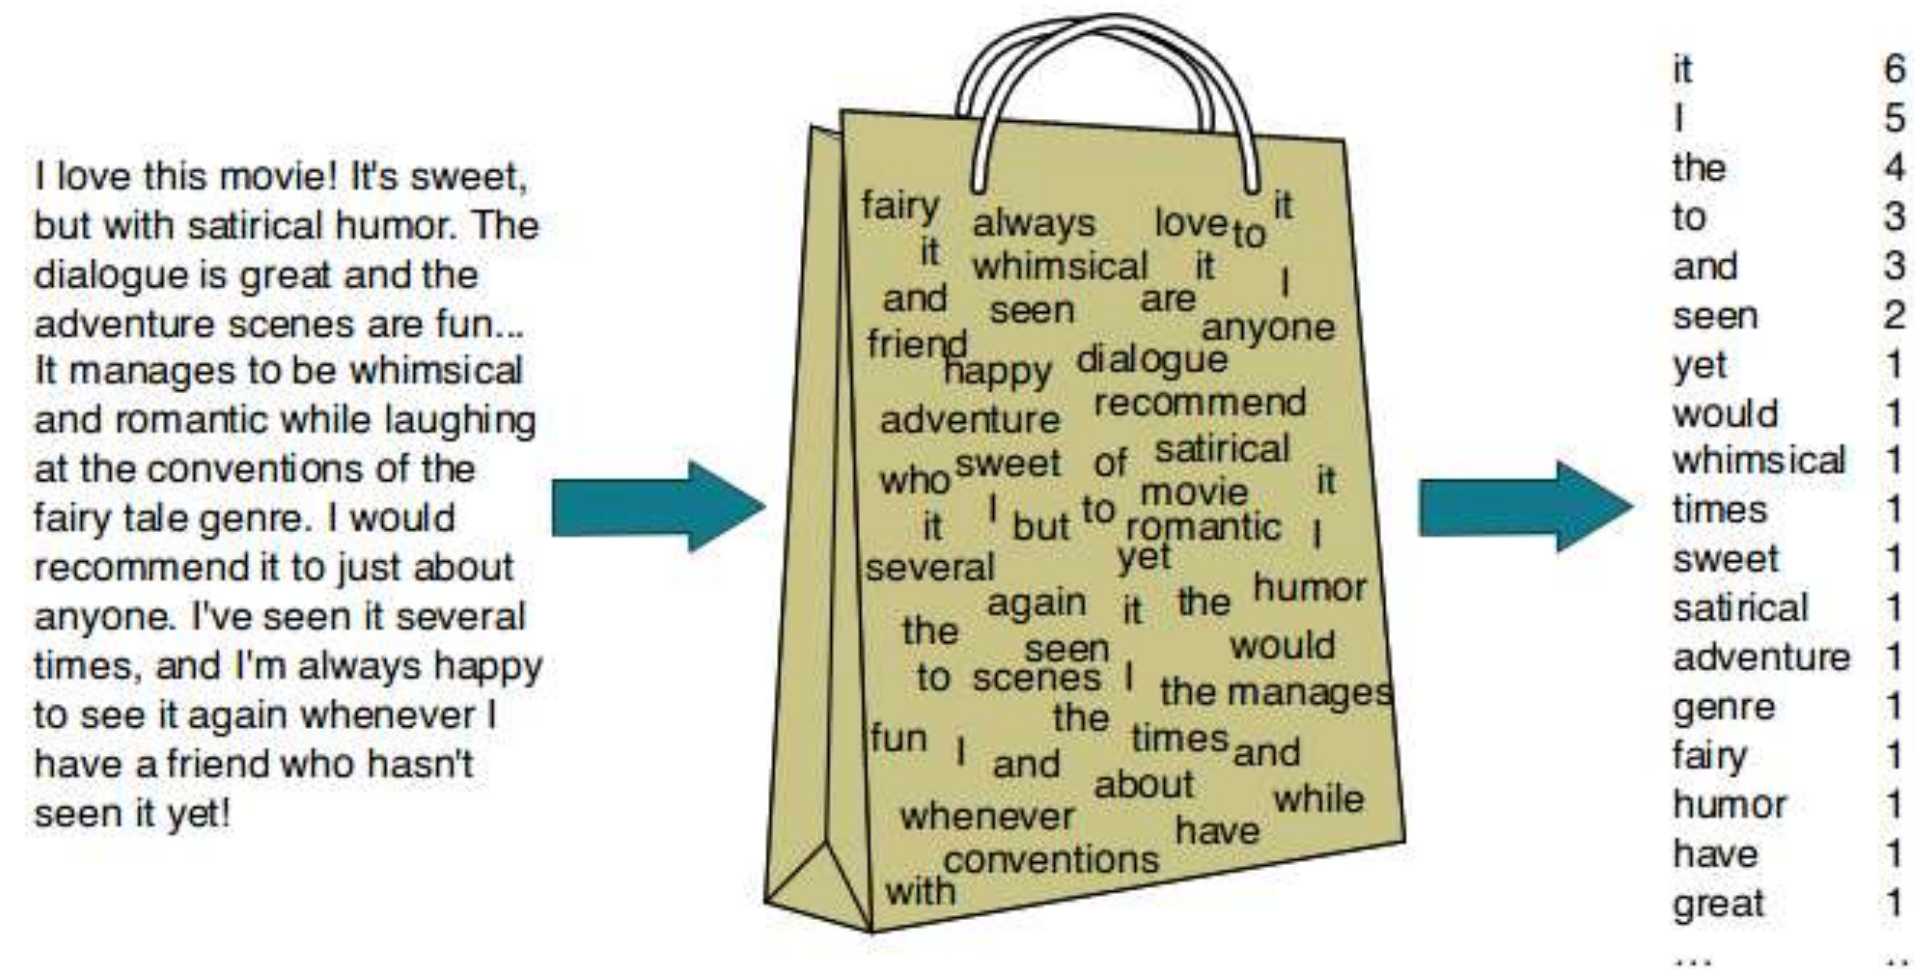 I love this movie! It's sweet,
but with satirical humor. The
dialogue is great and the
adventure scenes are fun...
It manages to be whimsical
and romantic while laughing
at the conventions of the
fairy tale genre. I would
recommend it to just about
anyone. I've seen it several
times, and I'm always happy
to see it again whenever I
have a friend who hasn't
seen it yet!
fairy always love to it
it whimsical it I
and seen are anyone
friend happy dialogue
adventure recommend
who sweet of satirical
it I but to movie it
romantic I
several yet
again it the humor
the seen would
to scenes I the manages
fun I and the times and
about while
whenever have
conventions
with
it 6
I 5
the 4
to 3
and 3
seen 2
yet 1
would 1
whimsical 1
times 1
sweet 1
satirical 1
adventure 1
genre 1
fairy 1
humor 1
have 1
great 1
... ..